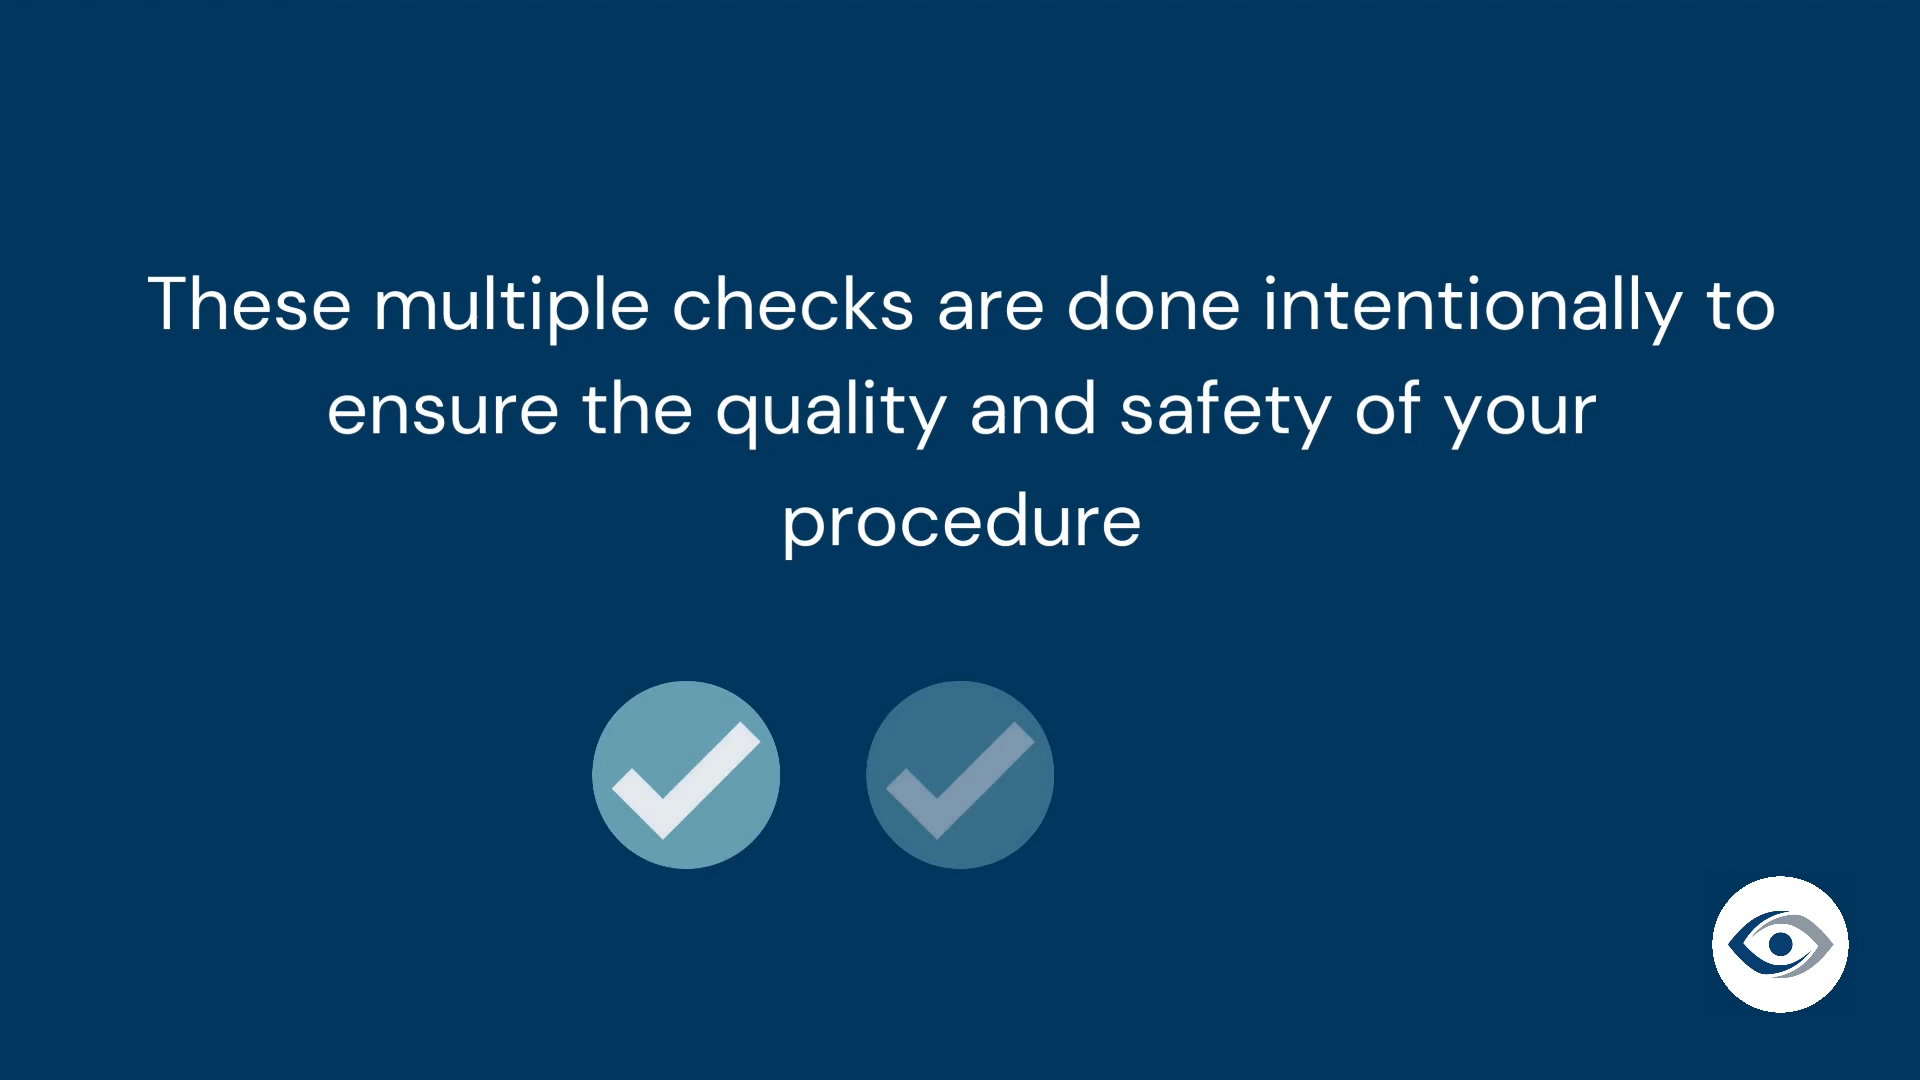 These multiple checks are done intentionally to
ensure the quality and safety of your
procedure